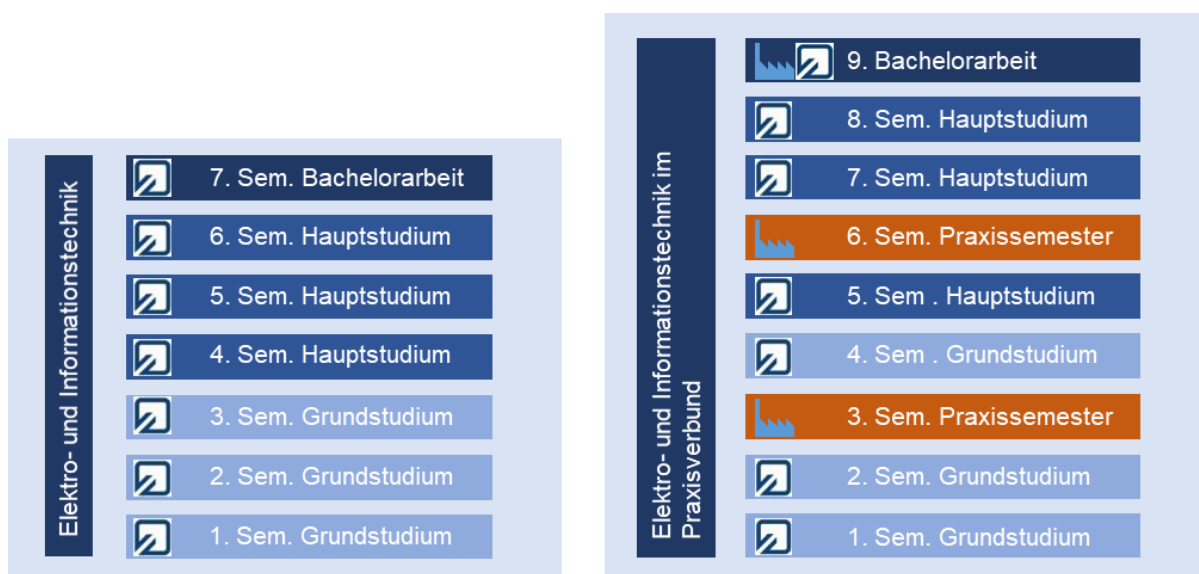 Elektro- und Informationstechnik
7. Sem. Bachelorarbeit
6. Sem. Hauptstudium
5. Sem. Hauptstudium
4. Sem. Hauptstudium
3. Sem. Grundstudium
2. Sem. Grundstudium
1. Sem. Grundstudium
Elektro- und Informationstechnik im
Praxisverbund
9. Bachelorarbeit
8. Sem. Hauptstudium
7. Sem. Hauptstudium
6. Sem. Praxissemester
5. Sem . Hauptstudium
4. Sem . Grundstudium
3. Sem. Praxissemester
2. Sem. Grundstudium
1. Sem. Grundstudium